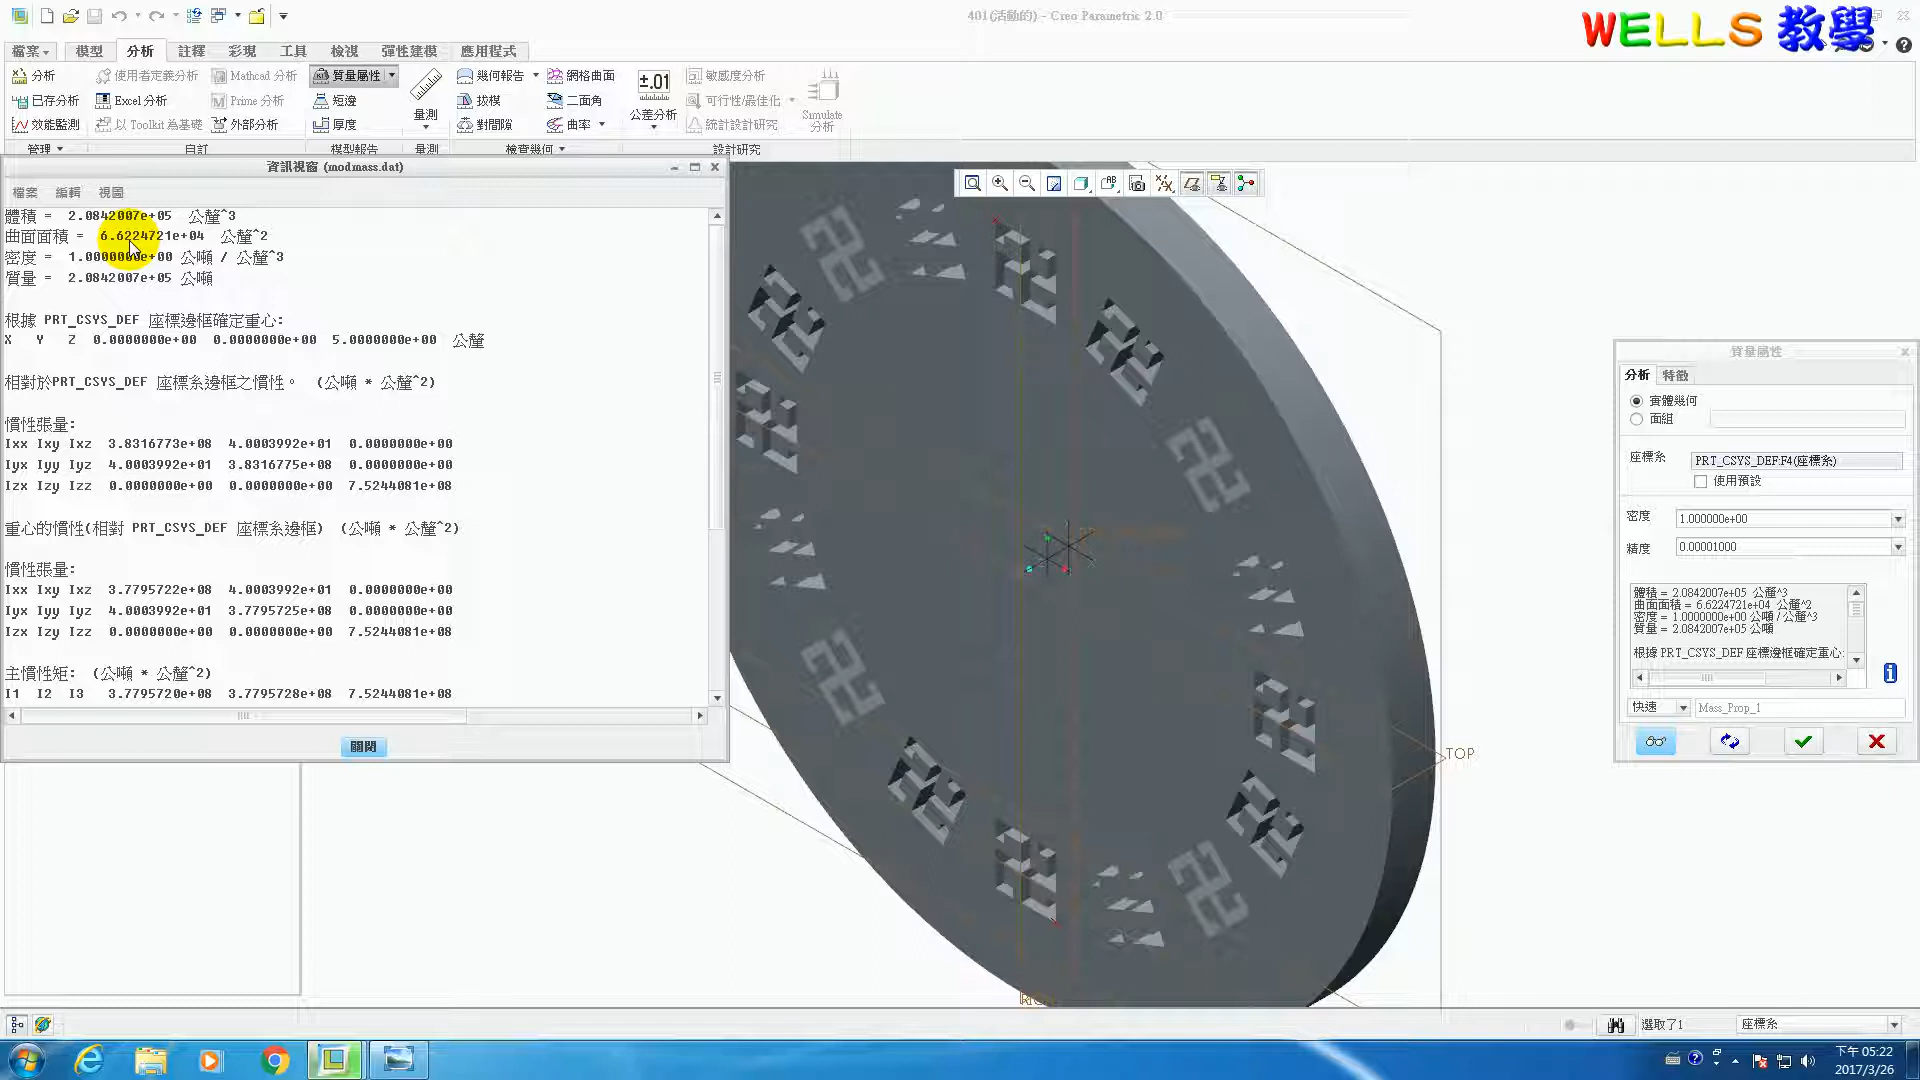 401(活動的) - Creo Parametric 2.0
WELLS 教學
檔案 模型 分析 註釋 彩現 工具 檢視 彈性建模 應用程式
分析 使用者定義分析 Mathcad 分析 質量屬性 幾何報告 網格曲面 敏感度分析
已存分析 Excel 分析 Prime 分析 短邊 拔模 二面角 可行性/最佳化
效能監測 以 Toolkit 為基礎 外部分析 厚度 量測 對間隙 曲率 ±.01 公差分析 統計設計研究 Simulate 分析
管理 自訂 模型報告 量測 檢查幾何 設計研究
資訊視窗 (modmass.dat)
檔案 編輯 視圖
體積 = 2.0842007e+05 公釐^3
曲面面積 = 6.6224721e+04 公釐^2
密度 = 1.0000000e+00 公噸 / 公釐^3
質量 = 2.0842007e+05 公噸
根據 PRT_CSYS_DEF 座標邊框確定重心:
X Y Z 0.0000000e+00 0.0000000e+00 5.0000000e+00 公釐
相對於PRT_CSYS_DEF 座標系邊框之慣性。 (公噸 * 公釐^2)
慣性張量:
Ixx Ixy Ixz 3.8316773e+08 4.0003992e+01 0.0000000e+00
Iyx Iyy Iyz 4.0003992e+01 3.8316775e+08 0.0000000e+00
Izx Izy Izz 0.0000000e+00 0.0000000e+00 7.5244081e+08
重心的慣性(相對 PRT_CSYS_DEF 座標系邊框) (公噸 * 公釐^2)
慣性張量:
Ixx Ixy Ixz 3.7795722e+08 4.0003992e+01 0.0000000e+00
Iyx Iyy Iyz 4.0003992e+01 3.7795725e+08 0.0000000e+00
Izx Izy Izz 0.0000000e+00 0.0000000e+00 7.5244081e+08
主慣性矩: (公噸 * 公釐^2)
I1 I2 I3 3.7795720e+08 3.7795728e+08 7.5244081e+08
關閉
TOP
質量屬性
分析 特徵
實體幾何
面組
座標系 PRT_CSYS_DEF:F4(座標系)
使用預設
密度 1.000000e+00
精度 0.00001000
體積 = 2.0842007e+05 公釐^3
曲面面積 = 6.6224721e+04 公釐^2
密度 = 1.0000000e+00 公噸 / 公釐^3
質量 = 2.0842007e+05 公噸
根據 PRT_CSYS_DEF 座標邊框確定重心:
快速 Mass_Prop_1
選取了1 座標系
下午 05:22
2017/3/26